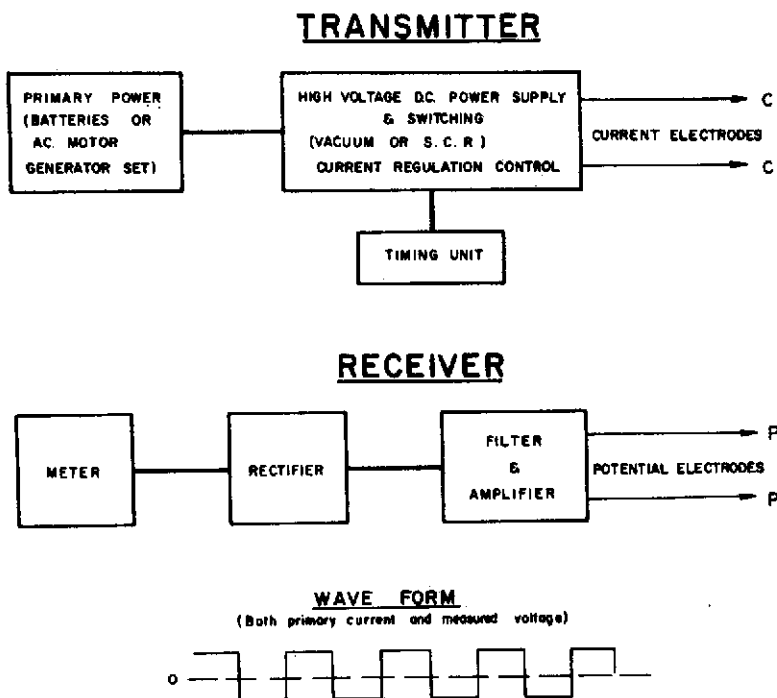 TRANSMITTER
PRIMARY POWER
(BATTERIES OR
AC. MOTOR
GENERATOR SET)
HIGH VOLTAGE D.C. POWER SUPPLY
& SWITCHING
(VACUUM OR S.C.R)
CURRENT REGULATION CONTROL
C
CURRENT ELECTRODES
C
TIMING UNIT
RECEIVER
METER
RECTIFIER
FILTER
&
AMPLIFIER
P
POTENTIAL ELECTRODES
P
WAVE FORM
(Both primary current and measured voltage)
0